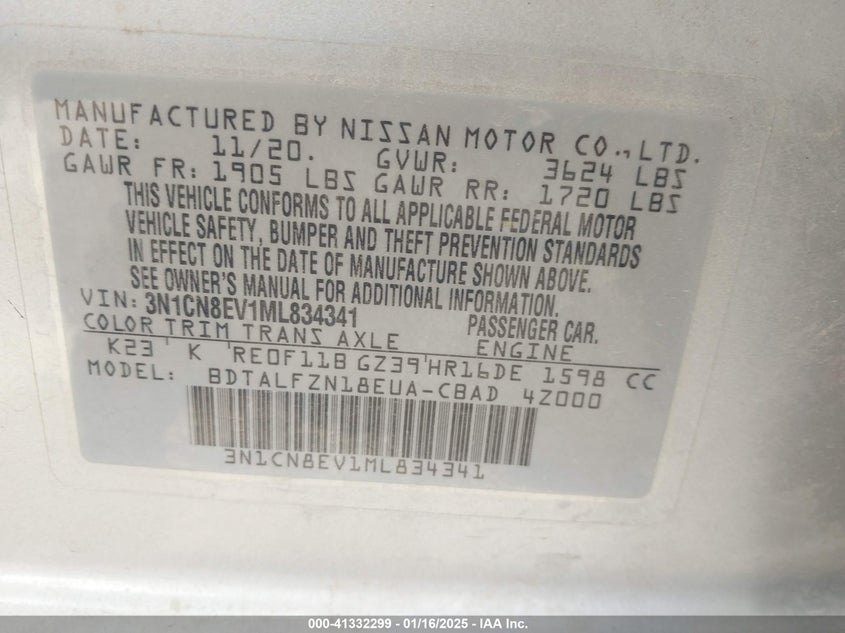 MANUFACTURED BY NISSAN MOTOR CO.,LTD.
DATE: 11/20. GVWR: 3624 LBS
GAWR FR: 1905 LBS GAWR RR: 1720 LBS
THIS VEHICLE CONFORMS TO ALL APPLICABLE FEDERAL MOTOR
VEHICLE SAFETY, BUMPER AND THEFT PREVENTION STANDARDS
IN EFFECT ON THE DATE OF MANUFACTURE SHOWN ABOVE.
SEE OWNER'S MANUAL FOR ADDITIONAL INFORMATION.
VIN: 3N1CN8EV1ML834341 PASSENGER CAR.
COLOR TRIM TRANS AXLE ENGINE
K23 ' K 'RE0F11B GZ39'HR16DE 1598 CC
MODEL: BDTALFZN18EUA-CBAD 4Z000
3N1CN8EV1ML834341
000-41332299 - 01/16/2025 - IAA Inc.